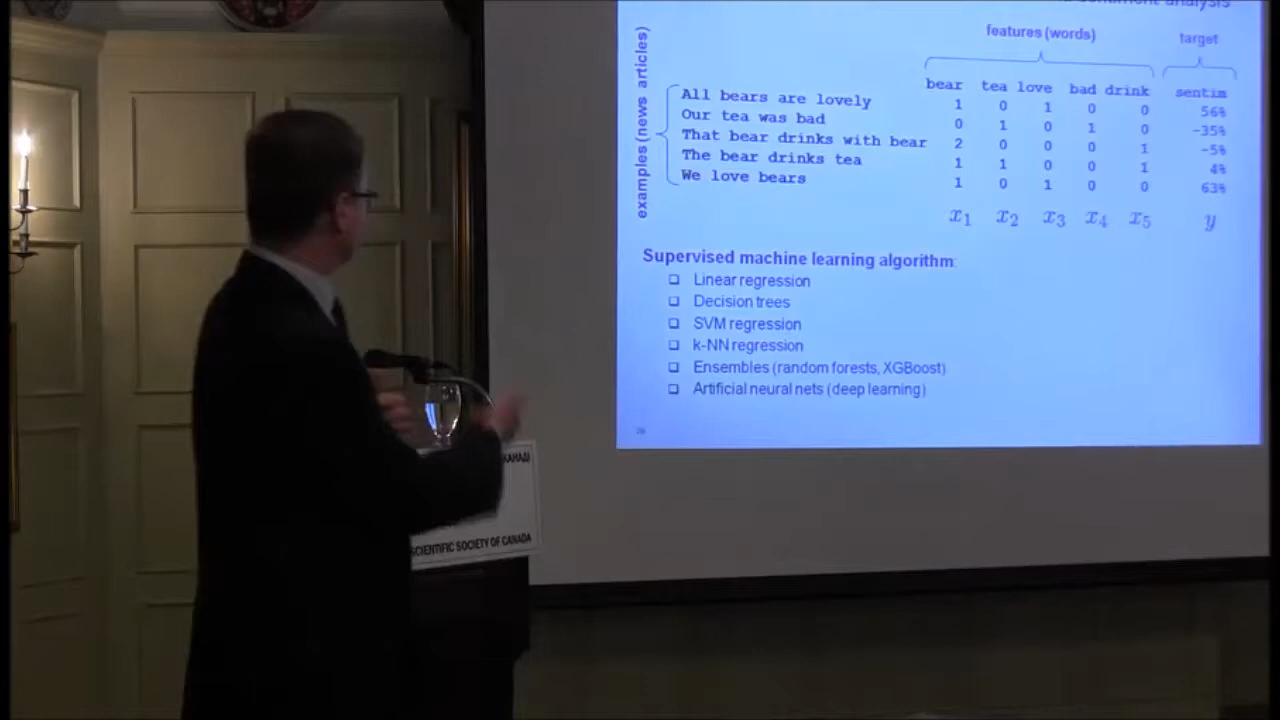 sentiment analysis
features (words)
target
examples (news articles)
bear tea love bad drink sentim
All bears are lovely 1 0 1 0 0 56%
Our tea was bad 0 1 0 1 0 -35%
That bear drinks with bear 2 0 0 0 1 -5%
The bear drinks tea 1 1 0 0 1 4%
We love bears 1 0 1 0 0 63%
x1 x2 x3 x4 x5 y
Supervised machine learning algorithm:
❑ Linear regression
❑ Decision trees
❑ SVM regression
❑ k-NN regression
❑ Ensembles (random forests, XGBoost)
❑ Artificial neural nets (deep learning)
SCIENTIFIC SOCIETY OF CANADA